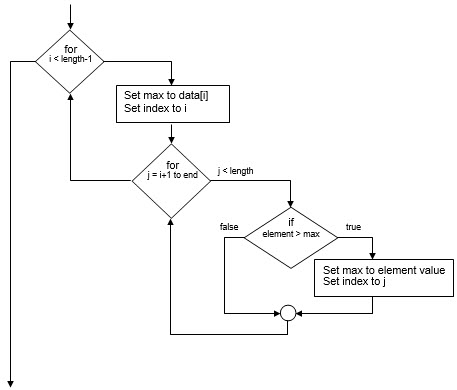 for
i < length-1
Set max to data[i]
Set index to i
for
j = i+1 to end
j < length
if
element > max
false
true
Set max to element value
Set index to j